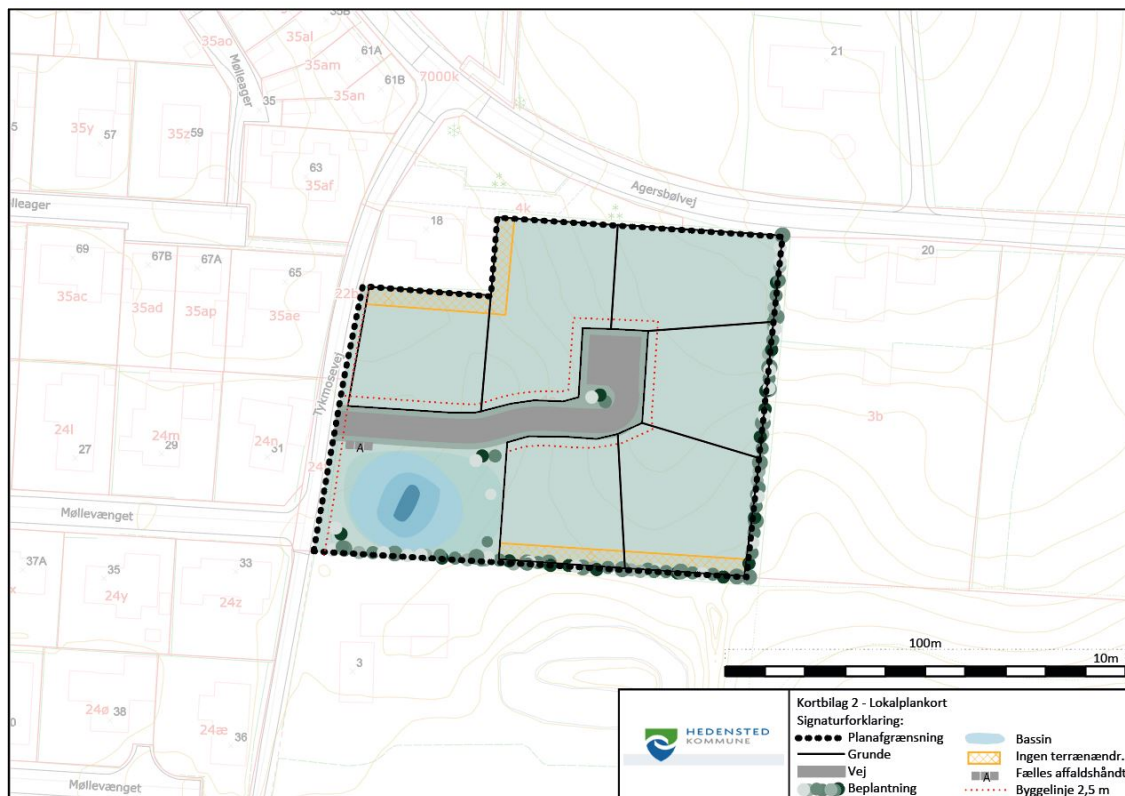 35B
35ao
35al
61A
21
Mølleager
35am
7000k
61B
35an
35
35y
57
35z
59
63
35af
Agersbølvej
4k
18
lleager
20
69
67B
67A
65
22b
35ac
35ad
35ap
35ae
Tykmosevej
3b
24l
24m
24n
27
29
31
A
24
Møllevænget
37A
35
33
24y
24z
3
100m
10m
24ø
38
24æ
36
Møllevænget
HEDENSTED
KOMMUNE
Kortbilag 2 - Lokalplankort
Signaturforklaring:
Planafgrænsning
Grunde
Vej
Beplantning
Bassin
Ingen terrænændr.
A Fælles affaldshåndt
Byggelinje 2,5 m